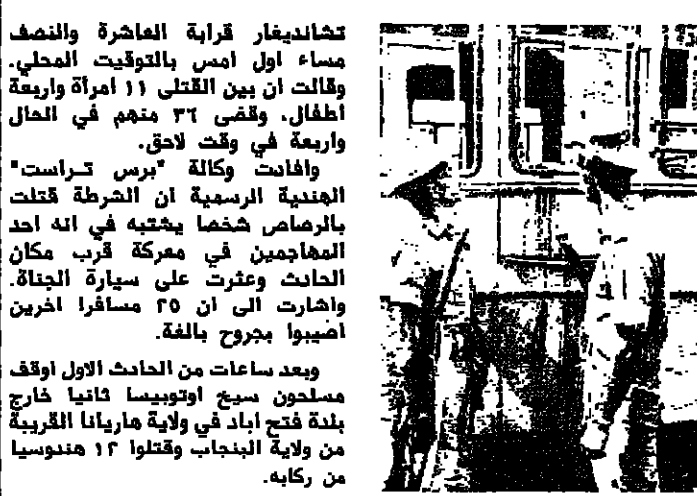 تشانديغار قرابة العاشرة والنصف
مساء اول امس بالتوقيت المحلي.
وقالت ان بين القتلى ١١ امرأة واربعة
اطفال. وقضى ٣٦ منهم في الحال
واربعة في وقت لاحق.
وافادت وكالة "برس تراست"
الهندية الرسمية ان الشرطة قتلت
بالرصاص شخصا يشتبه في انه احد
المهاجمين في معركة قرب مكان
الحادث وعثرت على سيارة الجناة.
واشارت الى ان ٢٥ مسافرا اخرين
اصيبوا بجروح بالغة.
وبعد ساعات من الحادث الاول اوقف
مسلحون سيخ اوتوبيسا ثانيا خارج
بلدة فتح اباد في ولاية هاريانا القريبة
من ولاية البنجاب وقتلوا ١٢ هندوسيا
من ركابه.